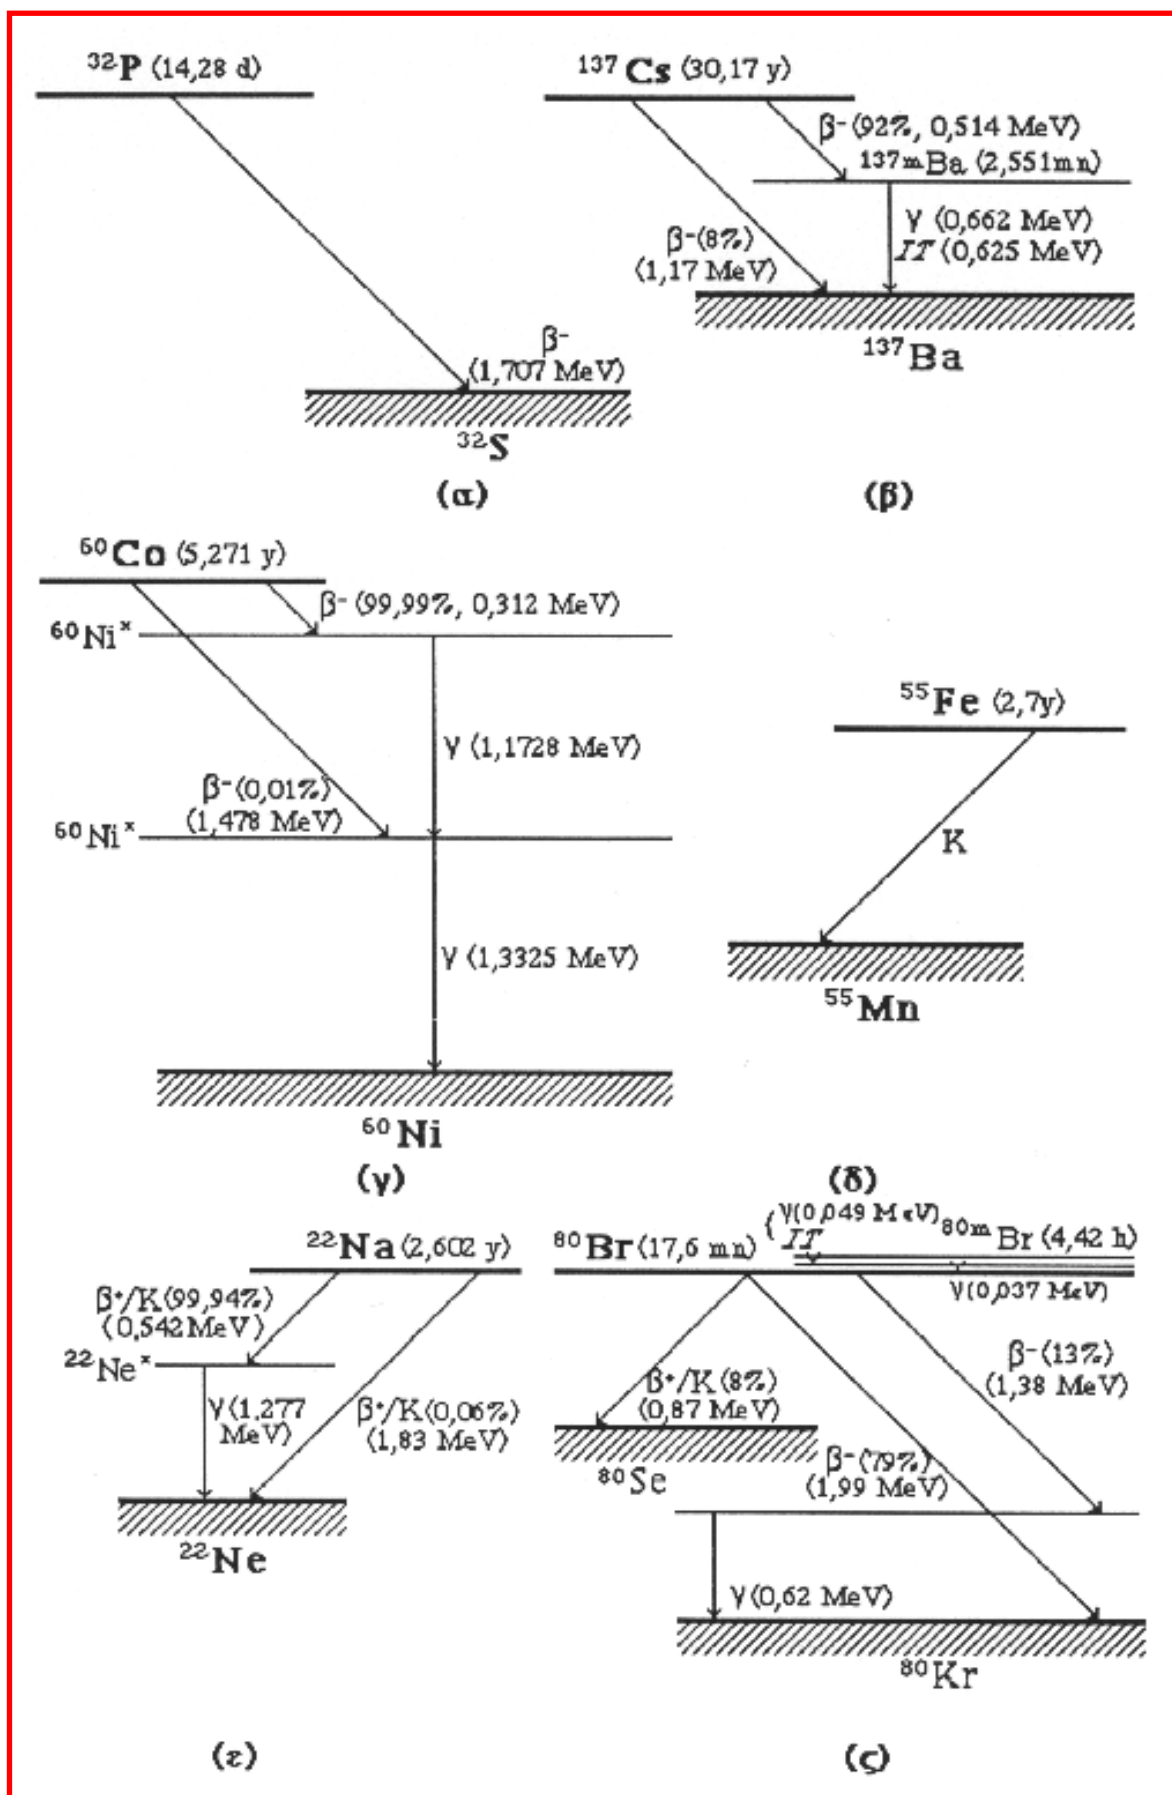 ³²P (14,28 d)
β⁻
(1,707 MeV)
³²S
(α)
¹³⁷Cs (30,17 y)
β⁻ (92%, 0,514 MeV)
¹³⁷ᵐBa (2,551mn)
γ (0,662 MeV)
IT (0,625 MeV)
β⁻ (8%)
(1,17 MeV)
¹³⁷Ba
(β)
⁶⁰Co (5,271 y)
β⁻ (99,99%, 0,312 MeV)
⁶⁰Ni*
γ (1,1728 MeV)
β⁻ (0,01%)
(1,478 MeV)
⁶⁰Ni*
γ (1,3325 MeV)
⁶⁰Ni
(γ)
⁵⁵Fe (2,7y)
K
⁵⁵Mn
(δ)
²²Na (2,602 y)
β⁺/K (99,94%)
(0,542 MeV)
²²Ne*
γ (1.277
MeV)
β⁺/K (0,06%)
(1,83 MeV)
²²Ne
(ε)
⁸⁰Br (17,6 mn)
γ(0,049 MeV)
IT
⁸⁰ᵐBr (4,42 h)
γ(0,037 MeV)
β⁻ (13%)
(1,38 MeV)
β⁺/K (8%)
(0,87 MeV)
⁸⁰Se
β⁻ (79%)
(1,99 MeV)
γ (0,62 MeV)
⁸⁰Kr
(ς)